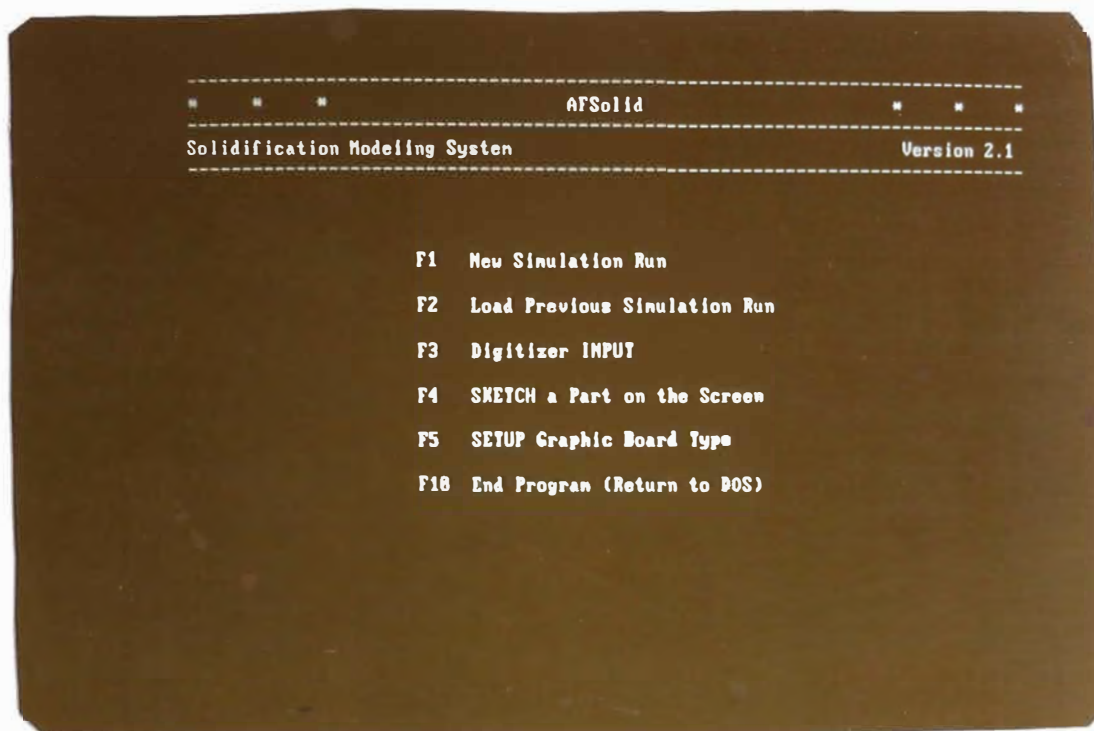 * * * AFSolid * * *
Solidification Modeling System Version 2.1
F1 New Simulation Run
F2 Load Previous Simulation Run
F3 Digitizer INPUT
F4 SKETCH a Part on the Screen
F5 SETUP Graphic Board Type
F10 End Program (Return to DOS)